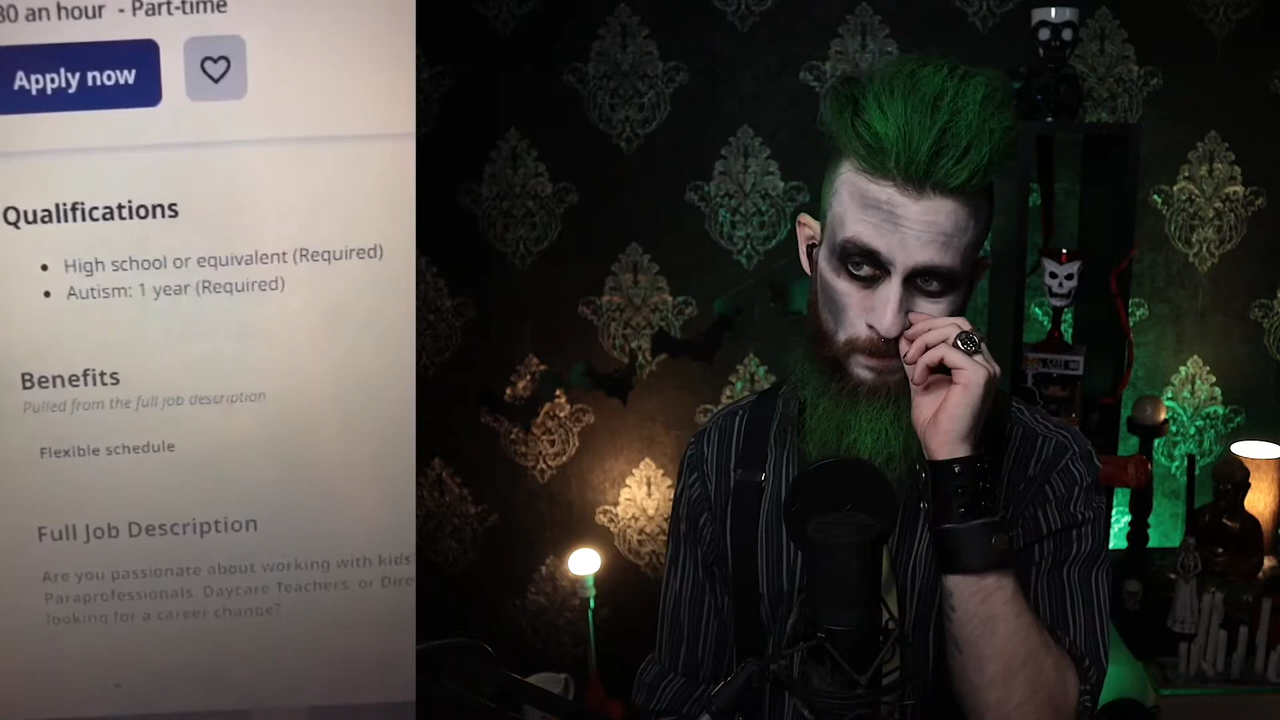 30 an hour - Part-time
Apply now
Qualifications
High school or equivalent (Required)
Autism: 1 year (Required)
Benefits
Pulled from the full job description
Flexible schedule
Full Job Description
Are you passionate about working with kids?
Paraprofessionals, Daycare Teachers, or Dire
looking for a career change?